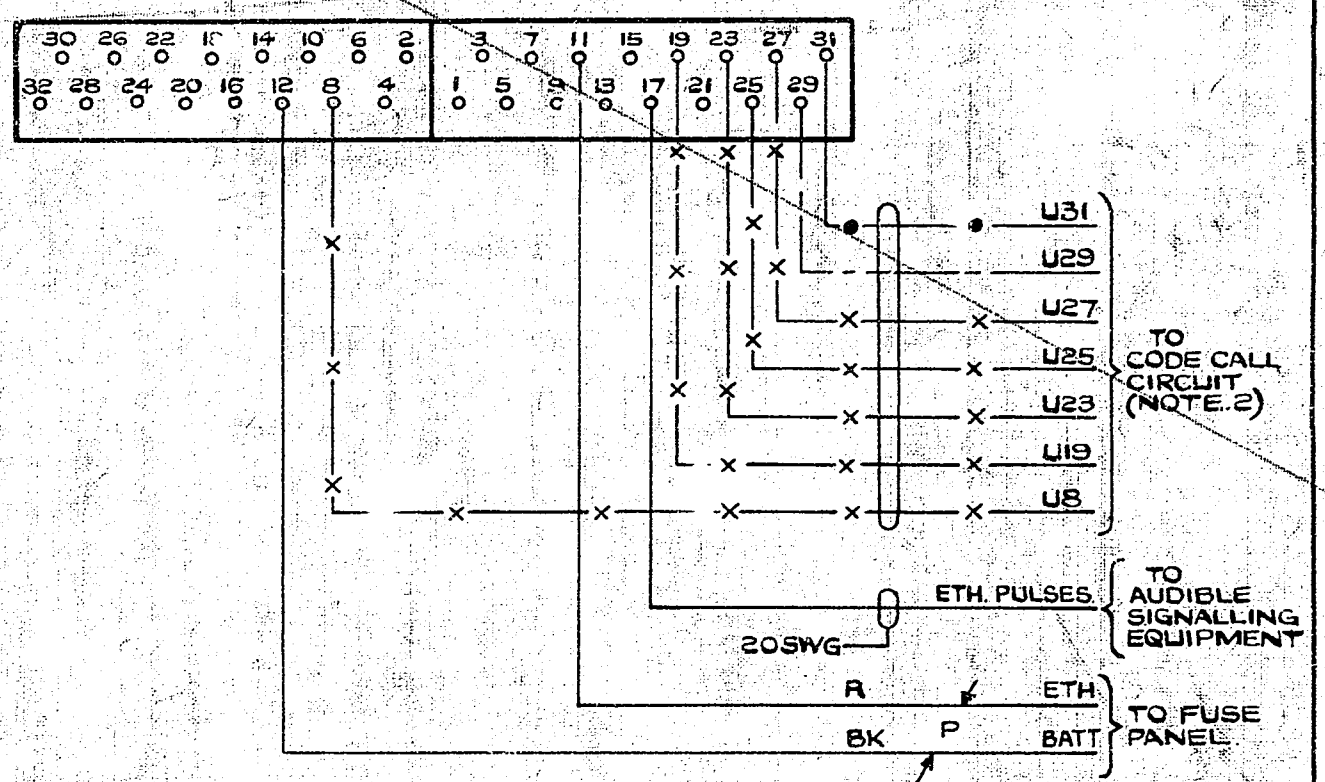 30 26 22 14 10 6 2 3 7 11 15 19 23 27 31
32 28 24 20 16 12 8 4 1 5 9 13 17 21 25 29
U31
U29
U27
U25
U23
U19
U8
TO
CODE CALL
CIRCUIT
(NOTE.2)
ETH. PULSES.
TO
AUDIBLE
SIGNALLING
EQUIPMENT
20SWG
R
ETH
BK
P
BATT
TO FUSE
PANEL.